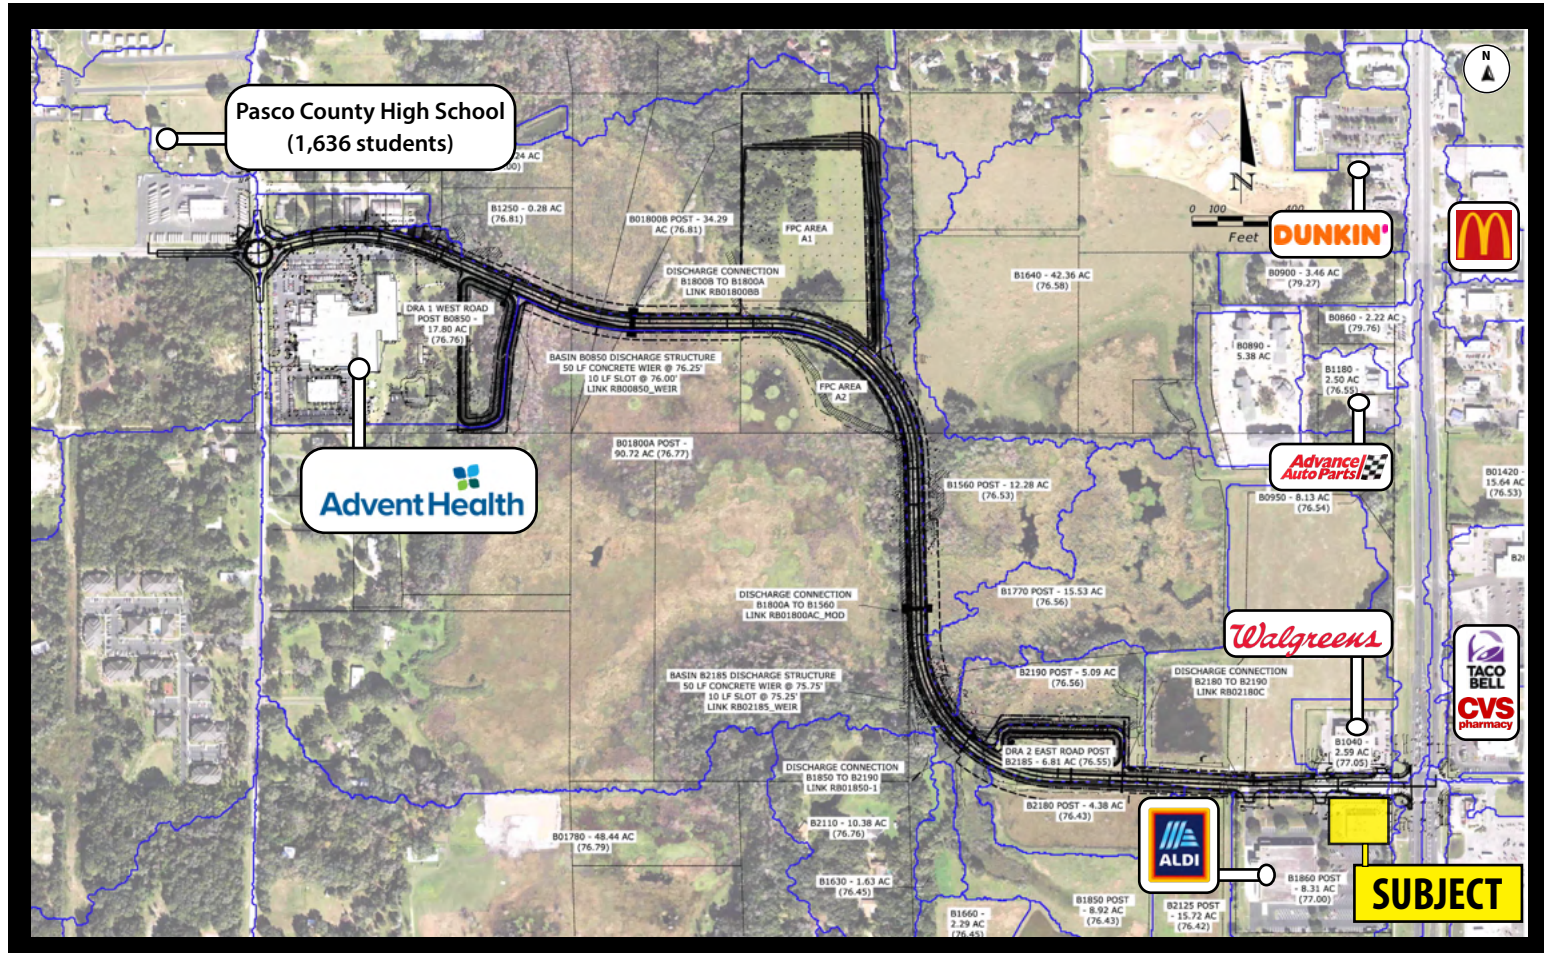 N
Pasco County High School
(1,636 students)
24 AC
B1250 - 0.28 AC
(76.81)
B01800B POST - 34.29
AC (76.81)
FPC AREA
A1
DISCHARGE CONNECTION
B1800B TO B1800A
LINK RB01800BB
N
0 100 400
Feet
DUNKIN'
M
B0900 - 3.46 AC
(79.27)
B1640 - 42.36 AC
(76.58)
B0860 - 2.22 AC
(79.76)
DRA 1 WEST ROAD
POST B0850 -
17.80 AC
(76.76)
B0890 -
5.38 AC
B1180 -
2.50 AC
(76.55)
BASIN B0850 DISCHARGE STRUCTURE
50 LF CONCRETE WIER @ 76.25'
10 LF SLOT @ 76.00'
LINK RB00850_WEIR
FPC AREA
A2
B01800A POST -
90.72 AC (76.77)
AdventHealth
Advance
Auto Parts
B01420 -
15.64 AC
(76.53)
B1560 POST - 12.28 AC
(76.53)
B0950 - 8.13 AC
(76.54)
B20
DISCHARGE CONNECTION
B1800A TO B1560
LINK RB01800AC_MOD
B1770 POST - 15.53 AC
(76.56)
Walgreens
TACO
BELL
CVS
pharmacy
BASIN B2185 DISCHARGE STRUCTURE
50 LF CONCRETE WIER @ 75.75'
10 LF SLOT @ 75.25'
LINK RB02185_WEIR
B2190 POST - 5.09 AC
(76.56)
DISCHARGE CONNECTION
B2180 TO B2190
LINK RB02180C
B1040 -
2.59 AC
(77.05)
DRA 2 EAST ROAD POST
B2185 - 6.81 AC (76.55)
DISCHARGE CONNECTION
B1850 TO B2190
LINK RB01850-1
B2180 POST - 4.38 AC
(76.43)
B2110 - 10.38 AC
(76.76)
B01780 - 48.44 AC
(76.79)
ALDI
B1630 - 1.63 AC
(76.45)
B1860 POST
- 8.31 AC
(77.00)
SUBJECT
B1850 POST
- 8.92 AC
(76.43)
B2125 POST
- 15.72 AC
(76.42)
B1660 -
2.29 AC
(76.45)